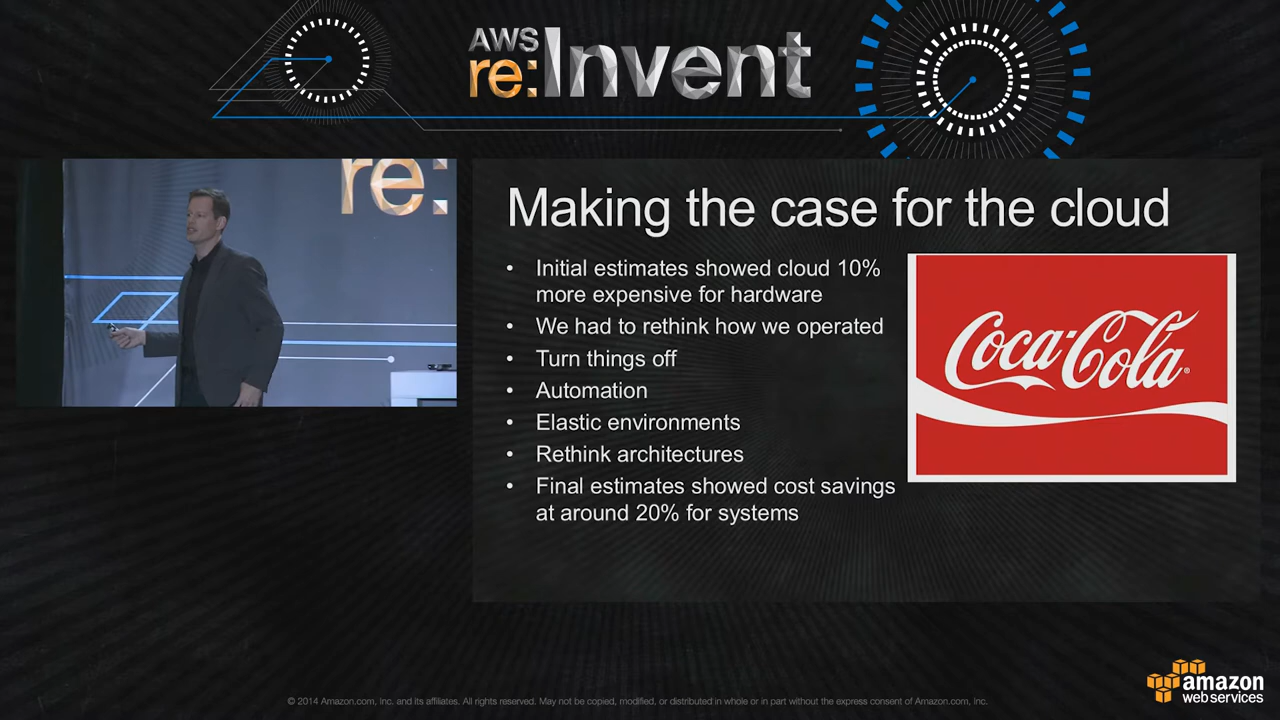 AWS
re:Invent
re:
Making the case for the cloud
• Initial estimates showed cloud 10%
more expensive for hardware
• We had to rethink how we operated
• Turn things off
• Automation
• Elastic environments
• Rethink architectures
• Final estimates showed cost savings
at around 20% for systems
Coca-Cola®
amazon
web services
© 2014 Amazon.com, Inc. and its affiliates. All rights reserved. May not be copied, modified, or distributed in whole or in part without the express consent of Amazon.com, Inc.